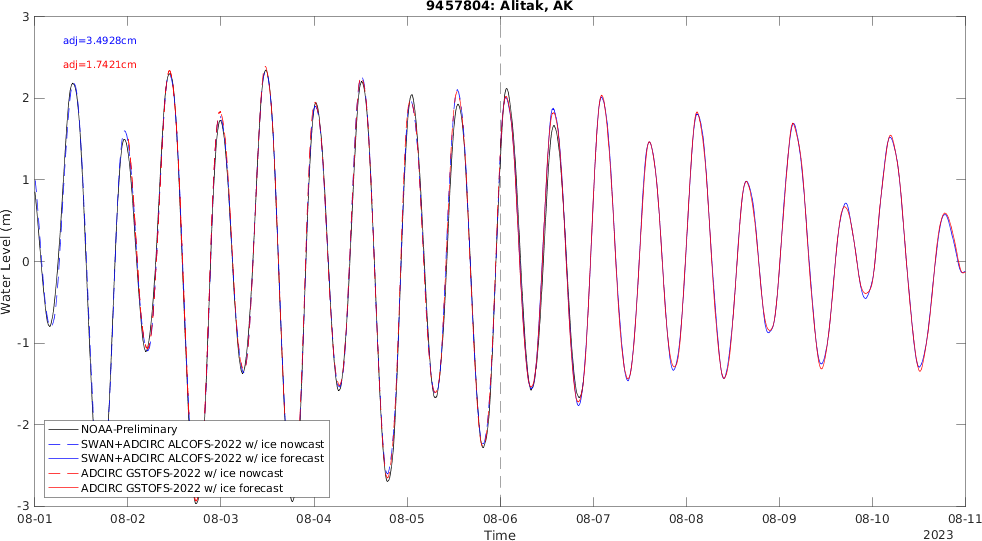 9457804: Alitak, AK
adj=3.4928cm
adj=1.7421cm
3
2
1
0
-1
-2
-3
Water Level (m)
NOAA-Preliminary
SWAN+ADCIRC ALCOFS-2022 w/ ice nowcast
SWAN+ADCIRC ALCOFS-2022 w/ ice forecast
ADCIRC GSTOFS-2022 w/ ice nowcast
ADCIRC GSTOFS-2022 w/ ice forecast
08-01 08-02 08-03 08-04 08-05 08-06 08-07 08-08 08-09 08-10 08-11
Time
2023